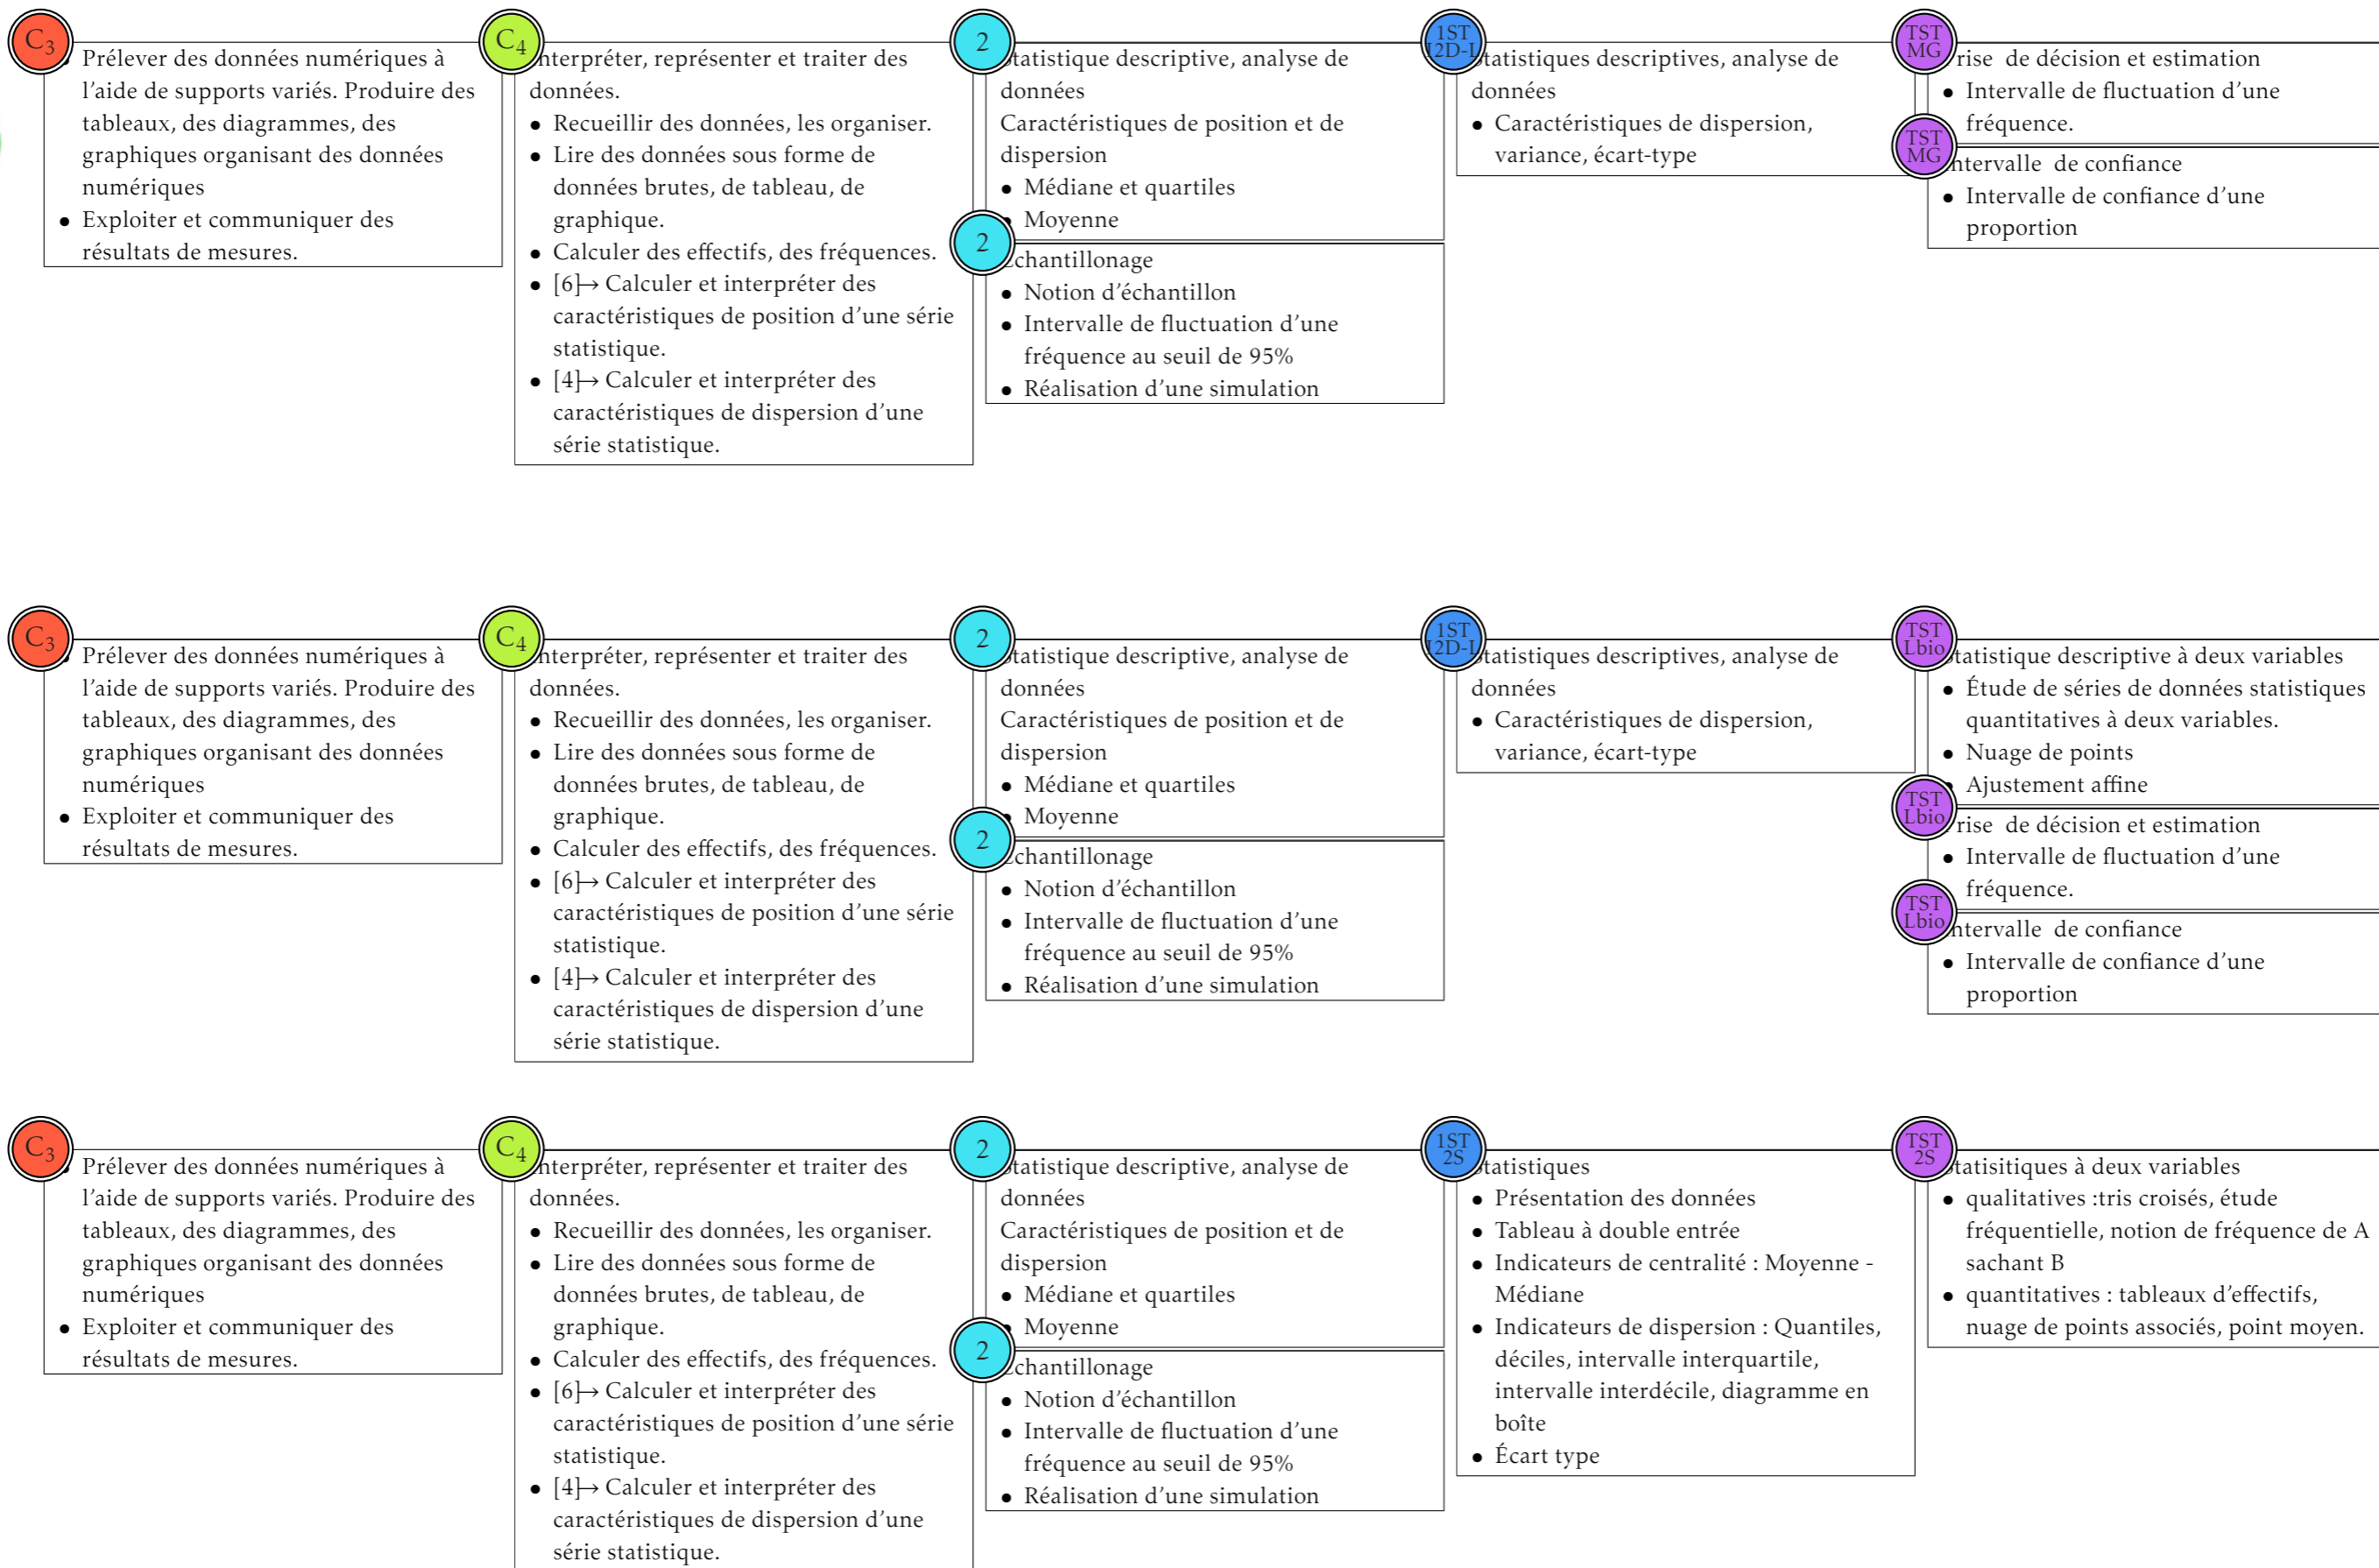 C3
Prélever des données numériques à
l'aide de supports variés. Produire des
tableaux, des diagrammes, des
graphiques organisant des données
numériques
• Exploiter et communiquer des
résultats de mesures.
C4
Interpréter, représenter et traiter des
données.
• Recueillir des données, les organiser.
• Lire des données sous forme de
données brutes, de tableau, de
graphique.
• Calculer des effectifs, des fréquences.
• [6]↦ Calculer et interpréter des
caractéristiques de position d'une série
statistique.
• [4]↦ Calculer et interpréter des
caractéristiques de dispersion d'une
série statistique.
2
Statistique descriptive, analyse de
données
Caractéristiques de position et de
dispersion
• Médiane et quartiles
• Moyenne
2
Echantillonage
• Notion d'échantillon
• Intervalle de fluctuation d'une
fréquence au seuil de 95%
• Réalisation d'une simulation
1ST
I2D-L
Statistiques descriptives, analyse de
données
• Caractéristiques de dispersion,
variance, écart-type
TST
MG
Prise de décision et estimation
• Intervalle de fluctuation d'une
fréquence.
TST
MG
Intervalle de confiance
• Intervalle de confiance d'une
proportion
C3
Prélever des données numériques à
l'aide de supports variés. Produire des
tableaux, des diagrammes, des
graphiques organisant des données
numériques
• Exploiter et communiquer des
résultats de mesures.
C4
Interpréter, représenter et traiter des
données.
• Recueillir des données, les organiser.
• Lire des données sous forme de
données brutes, de tableau, de
graphique.
• Calculer des effectifs, des fréquences.
• [6]↦ Calculer et interpréter des
caractéristiques de position d'une série
statistique.
• [4]↦ Calculer et interpréter des
caractéristiques de dispersion d'une
série statistique.
2
Statistique descriptive, analyse de
données
Caractéristiques de position et de
dispersion
• Médiane et quartiles
• Moyenne
2
Echantillonage
• Notion d'échantillon
• Intervalle de fluctuation d'une
fréquence au seuil de 95%
• Réalisation d'une simulation
1ST
I2D-L
Statistiques descriptives, analyse de
données
• Caractéristiques de dispersion,
variance, écart-type
TST
Lbio
Statistique descriptive à deux variables
• Étude de séries de données statistiques
quantitatives à deux variables.
• Nuage de points
• Ajustement affine
TST
Lbio
Prise de décision et estimation
• Intervalle de fluctuation d'une
fréquence.
TST
Lbio
Intervalle de confiance
• Intervalle de confiance d'une
proportion
C3
Prélever des données numériques à
l'aide de supports variés. Produire des
tableaux, des diagrammes, des
graphiques organisant des données
numériques
• Exploiter et communiquer des
résultats de mesures.
C4
Interpréter, représenter et traiter des
données.
• Recueillir des données, les organiser.
• Lire des données sous forme de
données brutes, de tableau, de
graphique.
• Calculer des effectifs, des fréquences.
• [6]↦ Calculer et interpréter des
caractéristiques de position d'une série
statistique.
• [4]↦ Calculer et interpréter des
caractéristiques de dispersion d'une
série statistique.
2
Statistique descriptive, analyse de
données
Caractéristiques de position et de
dispersion
• Médiane et quartiles
• Moyenne
2
Echantillonage
• Notion d'échantillon
• Intervalle de fluctuation d'une
fréquence au seuil de 95%
• Réalisation d'une simulation
1ST
2S
Statistiques
• Présentation des données
• Tableau à double entrée
• Indicateurs de centralité : Moyenne -
Médiane
• Indicateurs de dispersion : Quantiles,
déciles, intervalle interquartile,
intervalle interdécile, diagramme en
boîte
• Écart type
TST
2S
Statisitiques à deux variables
• qualitatives :tris croisés, étude
fréquentielle, notion de fréquence de A
sachant B
• quantitatives : tableaux d'effectifs,
nuage de points associés, point moyen.